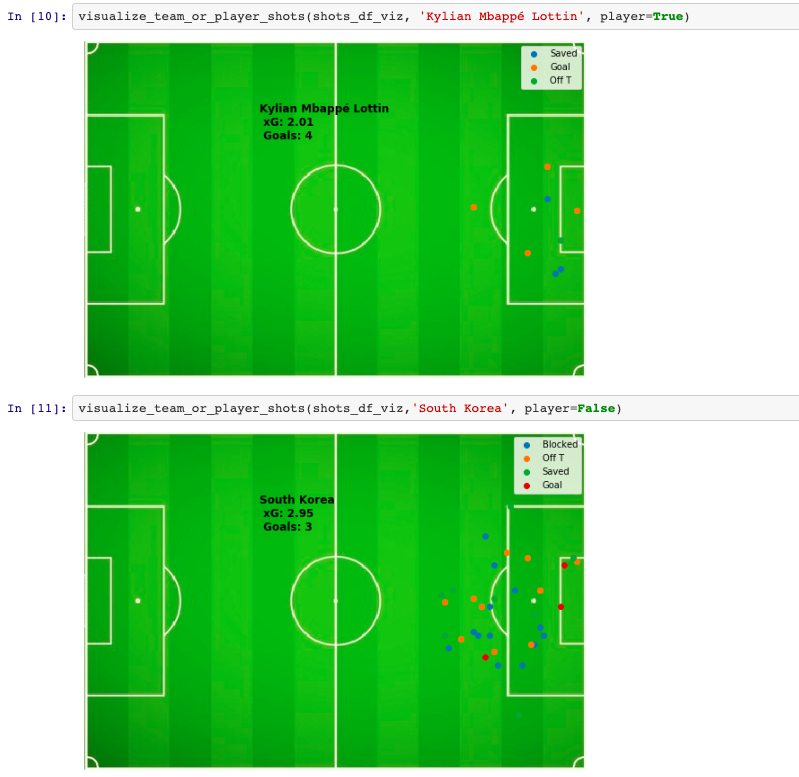 In [10]: visualize_team_or_player_shots(shots_df_viz, 'Kylian Mbappé Lottin', player=True)
Saved
Goal
Off T
Kylian Mbappé Lottin
xG: 2.01
Goals: 4
In [11]: visualize_team_or_player_shots(shots_df_viz,'South Korea', player=False)
Blocked
Off T
Saved
Goal
South Korea
xG: 2.95
Goals: 3